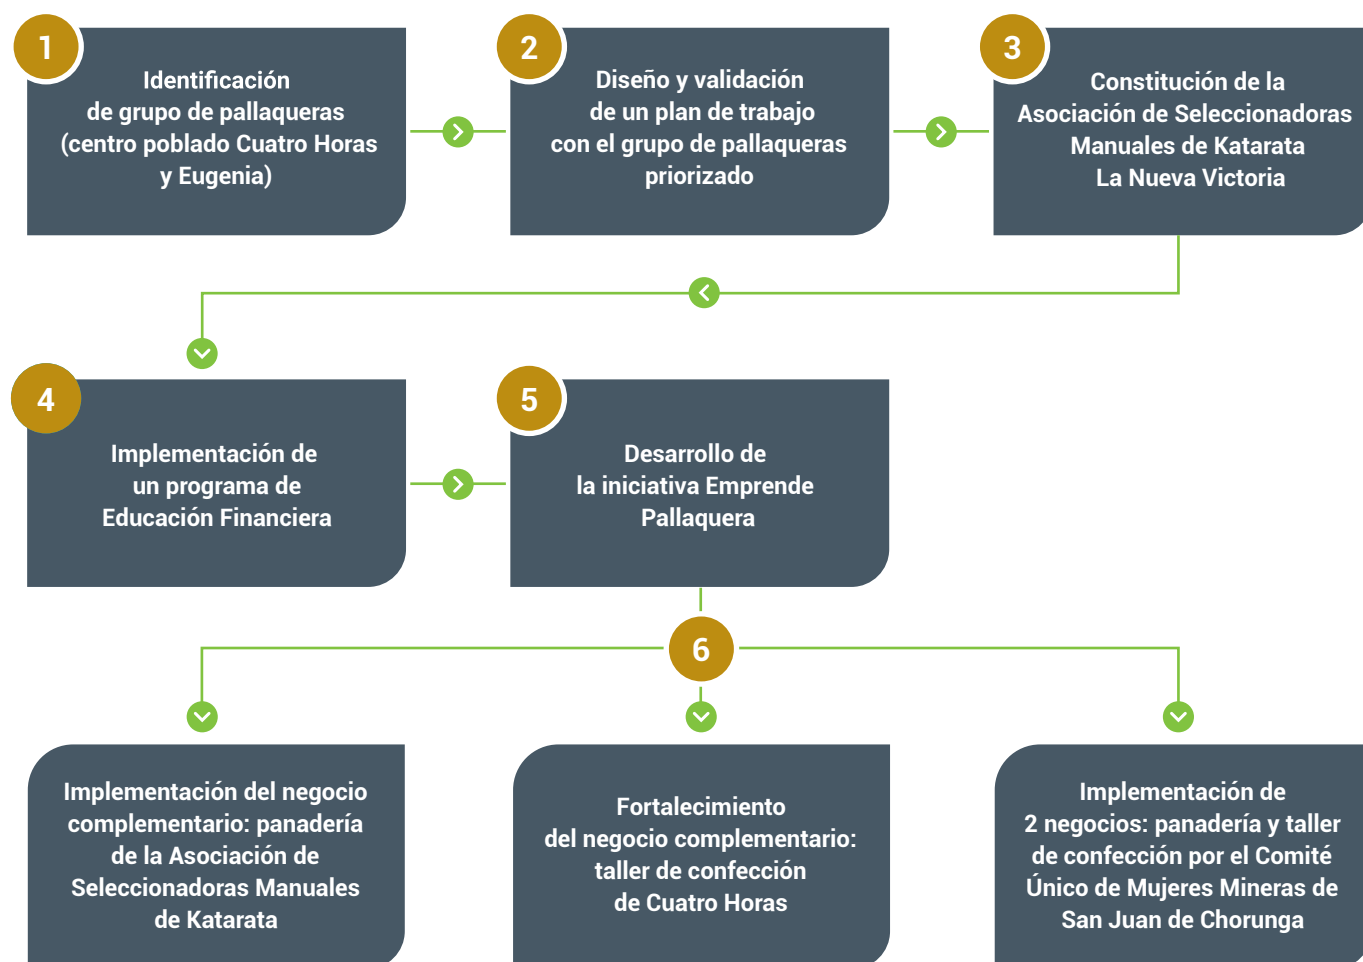 1
Identificación
de grupo de pallaqueras
(centro poblado Cuatro Horas
y Eugenia)
2
Diseño y validación
de un plan de trabajo
con el grupo de pallaqueras
priorizado
3
Constitución de la
Asociación de Seleccionadoras
Manuales de Katarata
La Nueva Victoria
4
Implementación de
un programa de
Educación Financiera
5
Desarrollo de
la iniciativa Emprende
Pallaquera
6
Implementación del negocio
complementario: panadería
de la Asociación de
Seleccionadoras Manuales
de Katarata
Fortalecimiento
del negocio complementario:
taller de confección
de Cuatro Horas
Implementación de
2 negocios: panadería y taller
de confección por el Comité
Único de Mujeres Mineras de
San Juan de Chorunga